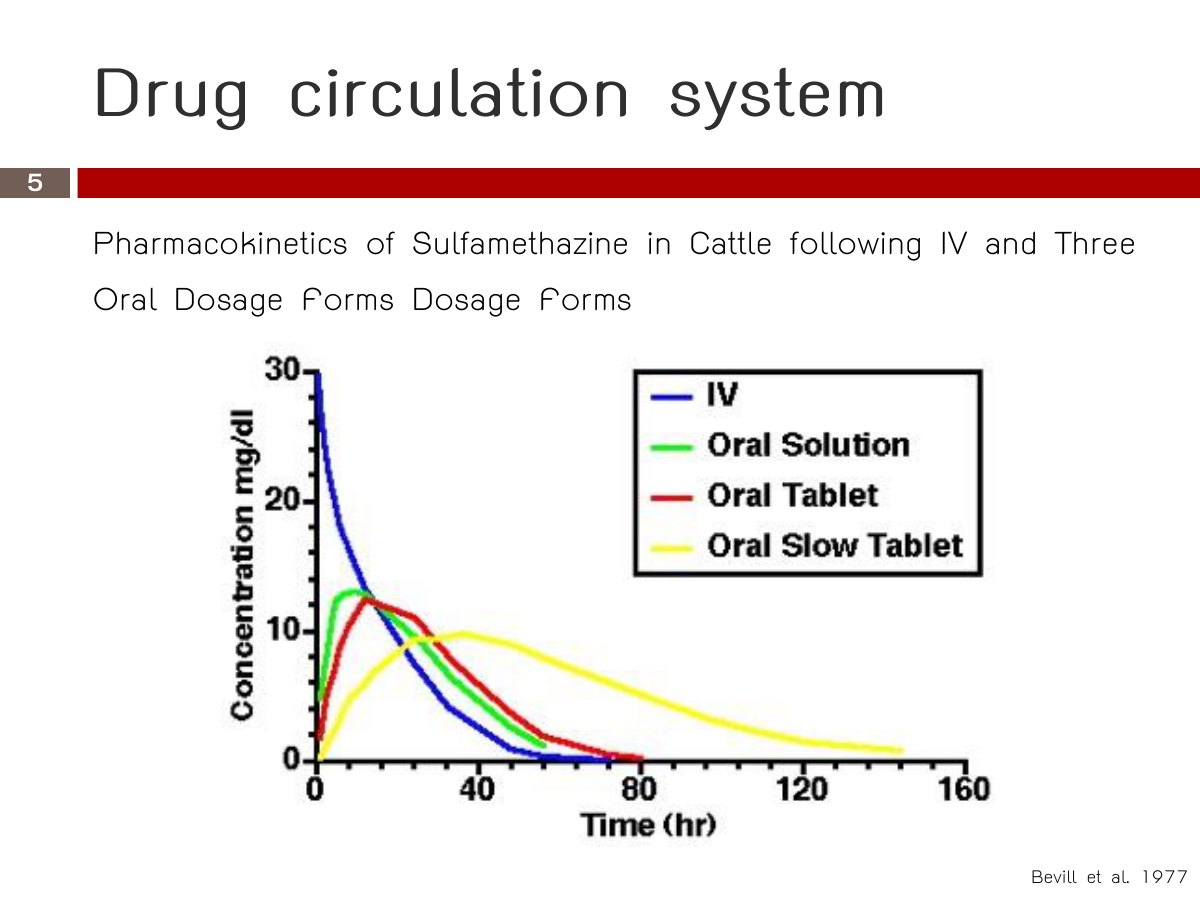 Drug circulation system
5
Pharmacokinetics of Sulfamethazine in Cattle following IV and Three
Oral Dosage Forms Dosage Forms
Concentration mg/dl
30
20
10
0
IV
Oral Solution
Oral Tablet
Oral Slow Tablet
0 40 80 120 160
Time (hr)
Bevill et al. 1977